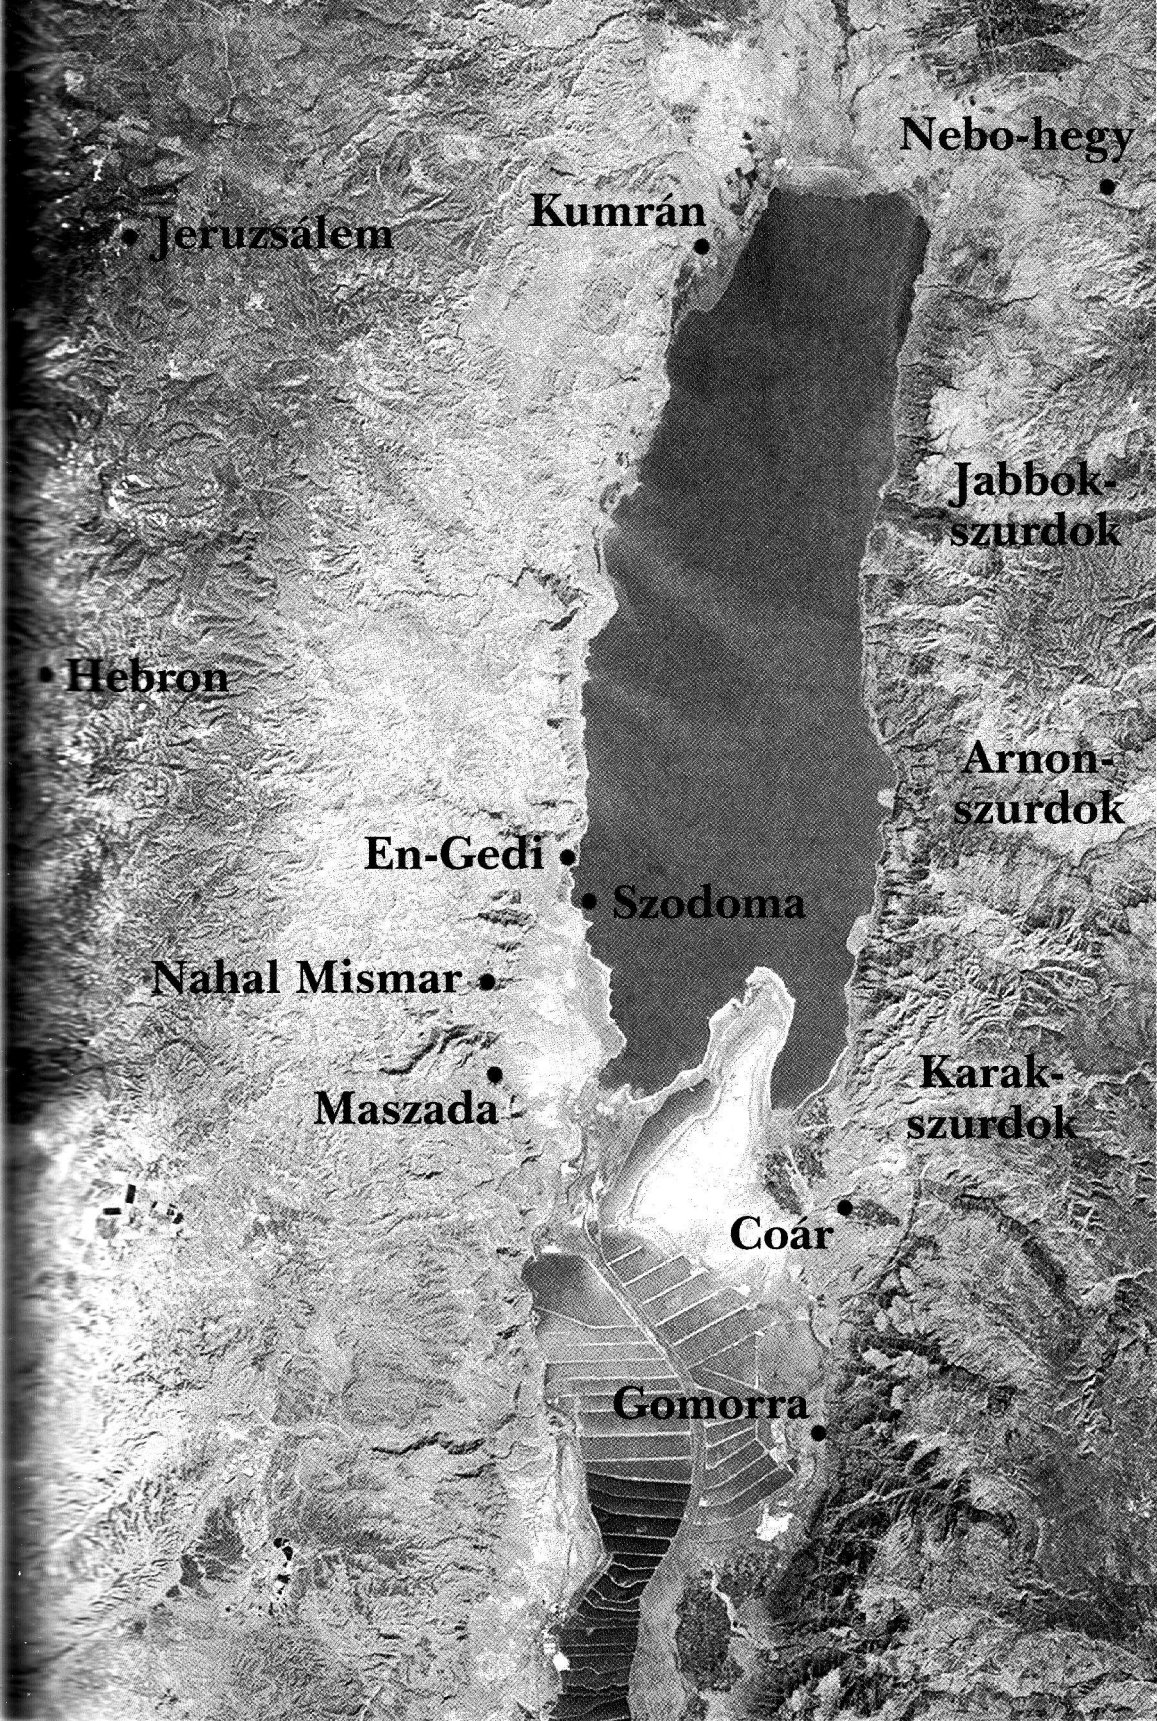 Nebo-hegy
Kumrán
Jeruzsálem
Jabbok-
szurdok
Hebron
Arnon-
szurdok
En-Gedi
Szodoma
Nahal Mismar
Karak-
szurdok
Maszada
Coár
Gomorra